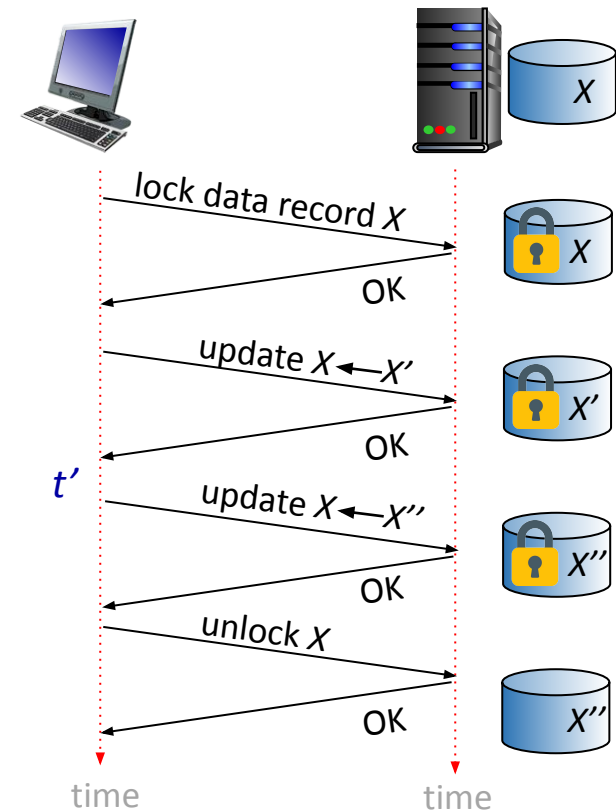 X
lock data record X
X
OK
update X ← X'
X'
OK
t'
update X ← X''
X''
OK
unlock X
X''
OK
time
time